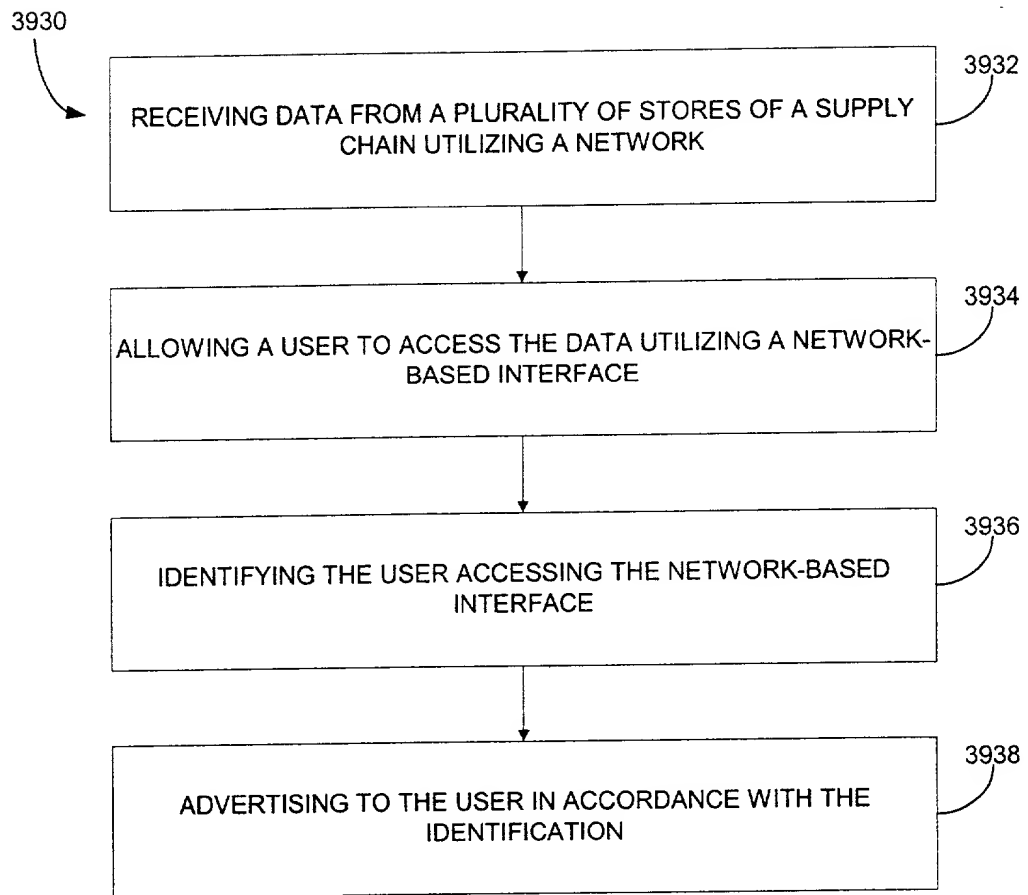 3930
3932
RECEIVING DATA FROM A PLURALITY OF STORES OF A SUPPLY
CHAIN UTILIZING A NETWORK
3934
ALLOWING A USER TO ACCESS THE DATA UTILIZING A NETWORK-
BASED INTERFACE
3936
IDENTIFYING THE USER ACCESSING THE NETWORK-BASED
INTERFACE
3938
ADVERTISING TO THE USER IN ACCORDANCE WITH THE
IDENTIFICATION